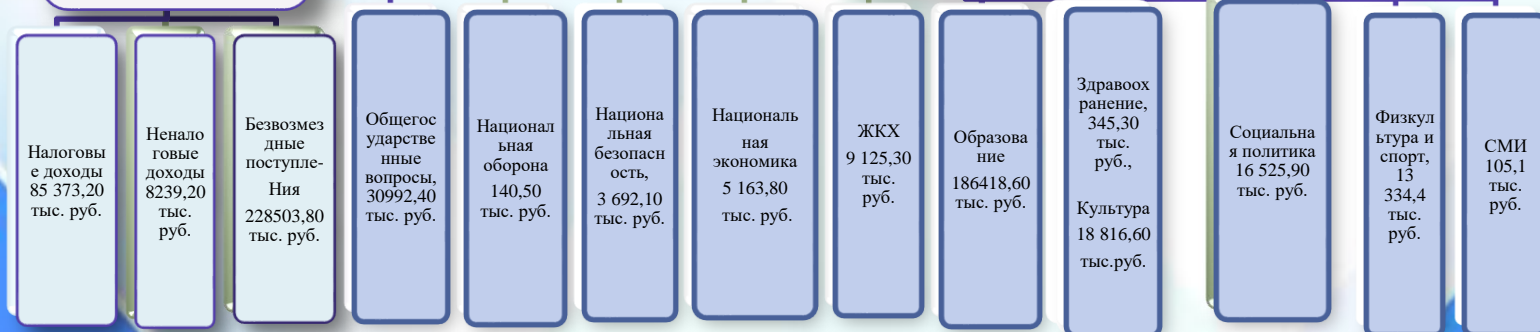 Налоговы
е доходы
85 373,20
тыс. руб.
Ненало
говые
доходы
8239,20
тыс.
руб.
Безвозмез
дные
поступле-
Ния
228503,80
тыс. руб.
Общегос
ударстве
нные
вопросы,
30992,40
тыс. руб.
Национал
ьная
оборона
140,50
тыс. руб.
Национа
льная
безопасн
ость,
3 692,10
тыс. руб.
Националь
ная
экономика
5 163,80
тыс. руб.
ЖКХ
9 125,30
тыс.
руб.
Образова
ние
186418,60
тыс. руб.
Здравоох
ранение,
345,30
тыс.
руб.,
Культура
18 816,60
тыс.руб.
Социальна
я политика
16 525,90
тыс. руб.
Физкул
ьтура и
спорт,
13
334,4
тыс.
руб.
СМИ
105,1
тыс.
руб.